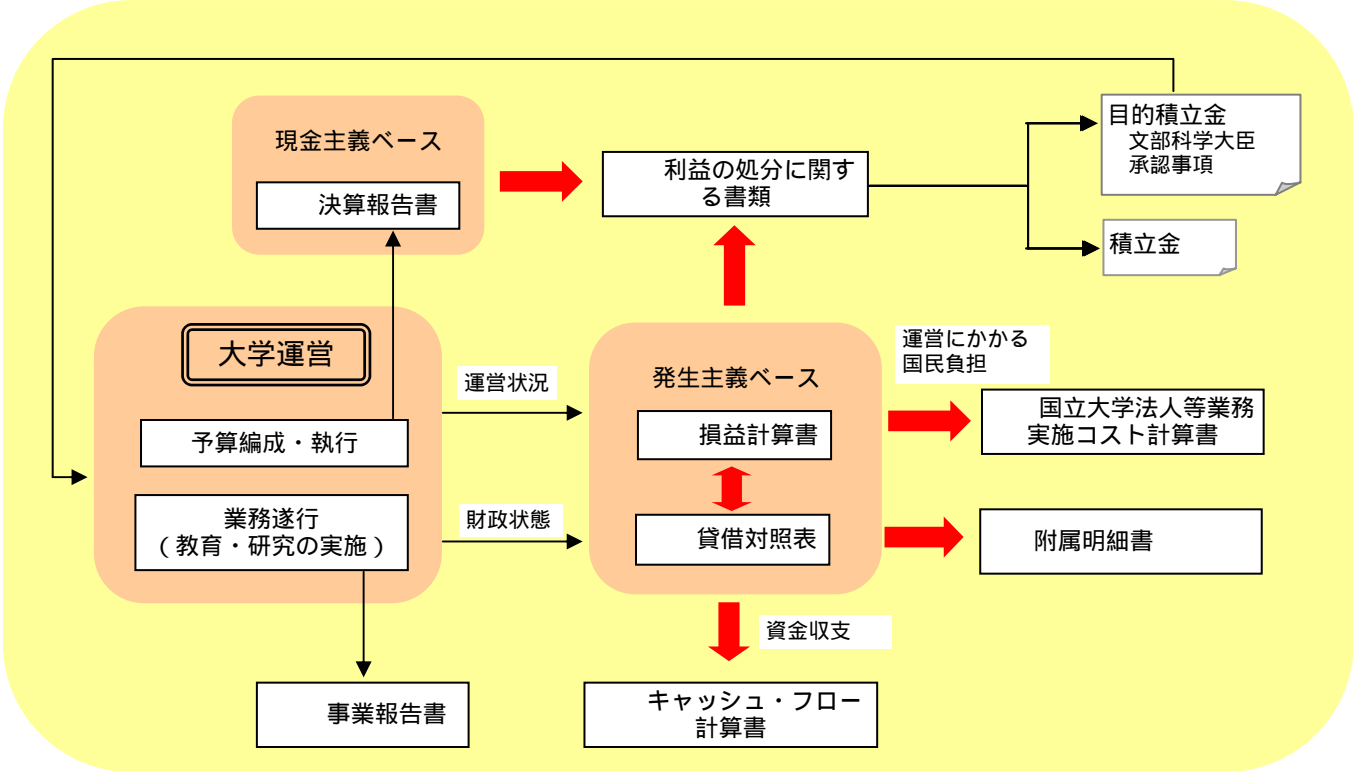 現金主義ベース
決算報告書
利益の処分に関す
る書類
目的積立金
文部科学大臣
承認事項
積立金
大学運営
予算編成・執行
業務遂行
(教育・研究の実施)
運営状況
財政状態
発生主義ベース
損益計算書
貸借対照表
運営にかかる
国民負担
国立大学法人等業務
実施コスト計算書
附属明細書
資金収支
事業報告書
キャッシュ・フロー
計算書